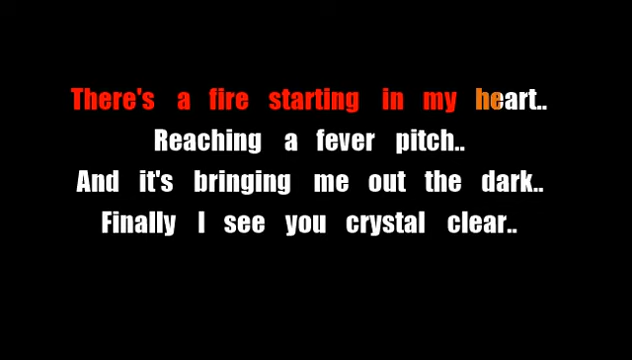 There's a fire starting in my heart..
Reaching a fever pitch..
And it's bringing me out the dark..
Finally I see you crystal clear..